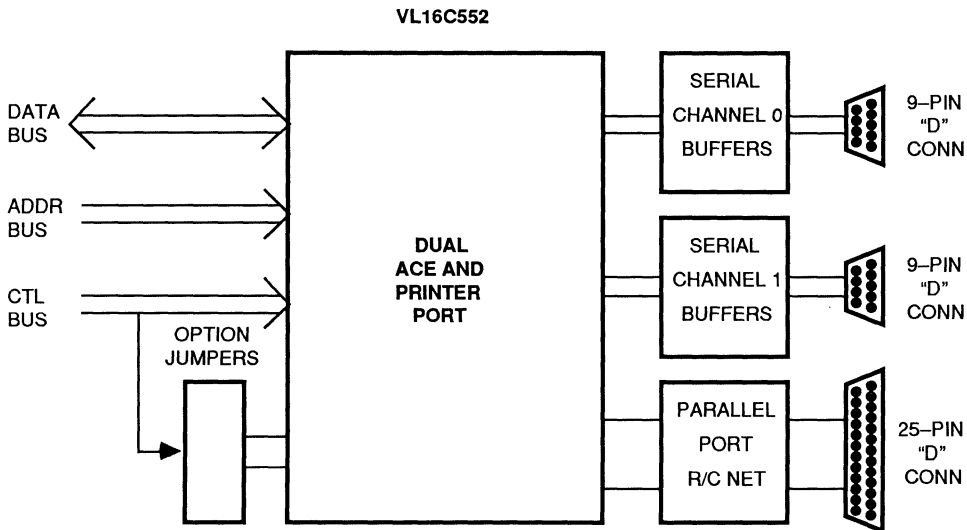 VL16C552
DATA
BUS
ADDR
BUS
CTL
BUS
OPTION
JUMPERS
DUAL
ACE AND
PRINTER
PORT
SERIAL
CHANNEL 0
BUFFERS
9–PIN
“D”
CONN
SERIAL
CHANNEL 1
BUFFERS
9–PIN
“D”
CONN
PARALLEL
PORT
R/C NET
25–PIN
“D”
CONN